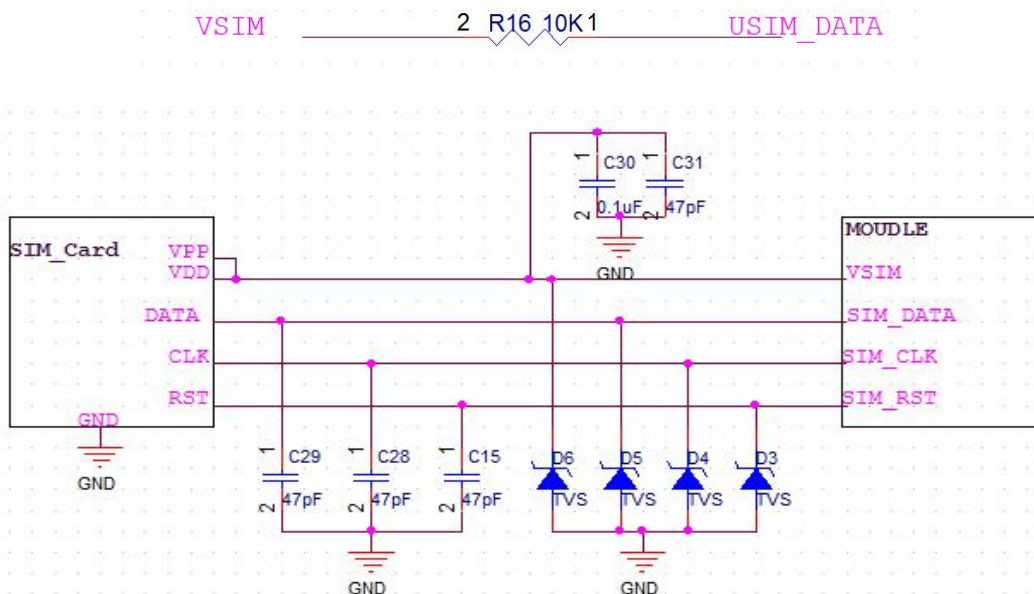 VSIM 2 R16 10K 1 USIM_DATA
1 C30 1 C31
2 0.1uF 2 47pF
GND
SIM_Card
VPP
VDD
DATA
CLK
RST
GND
GND
MOUDLE
VSIM
SIM_DATA
SIM_CLK
SIM_RST
1 C29 1 C28 1 C15
2 47pF 2 47pF 2 47pF
GND
D6 D5 D4 D3
TVS TVS TVS TVS
GND